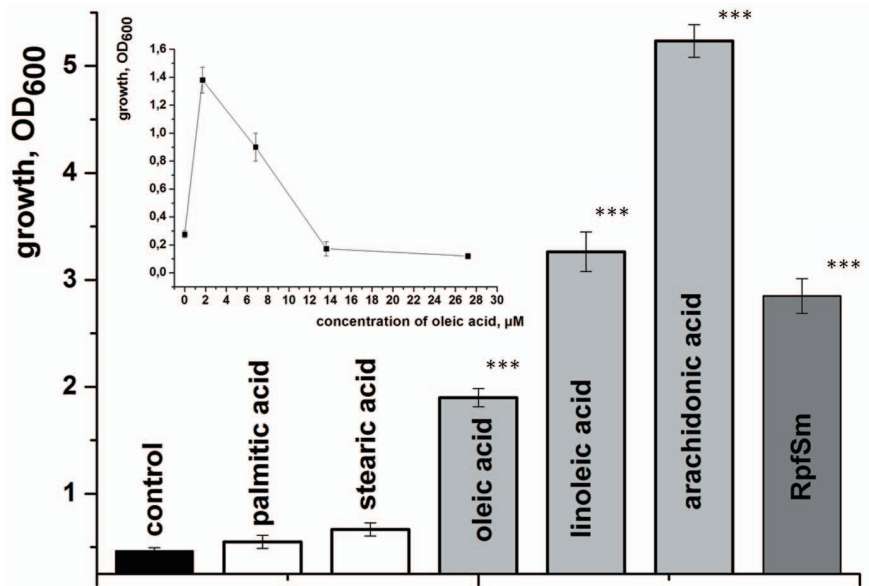 growth, OD600
5
4
3
2
1
growth, OD600
1,6
1,4
1,2
1,0
0,8
0,6
0,4
0,2
0,0
0 2 4 6 8 10 12 14 16 18 20 22 24 26 28 30
concentration of oleic acid, µM
control
palmitic acid
stearic acid
***
oleic acid
***
linoleic acid
***
arachidonic acid
***
RpfSm